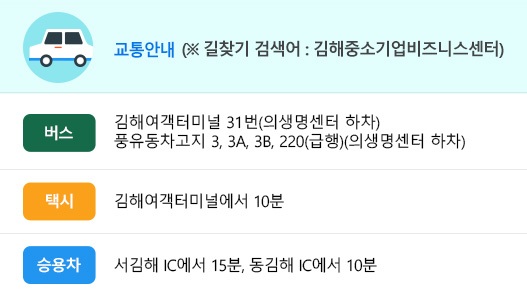 교통안내 (※ 길찾기 검색어 : 김해중소기업비즈니스센터)
버스
김해여객터미널 31번(의생명센터 하차)
풍유동차고지 3, 3A, 3B, 220(급행)(의생명센터 하차)
택시
김해여객터미널에서 10분
승용차
서김해 IC에서 15분, 동김해 IC에서 10분